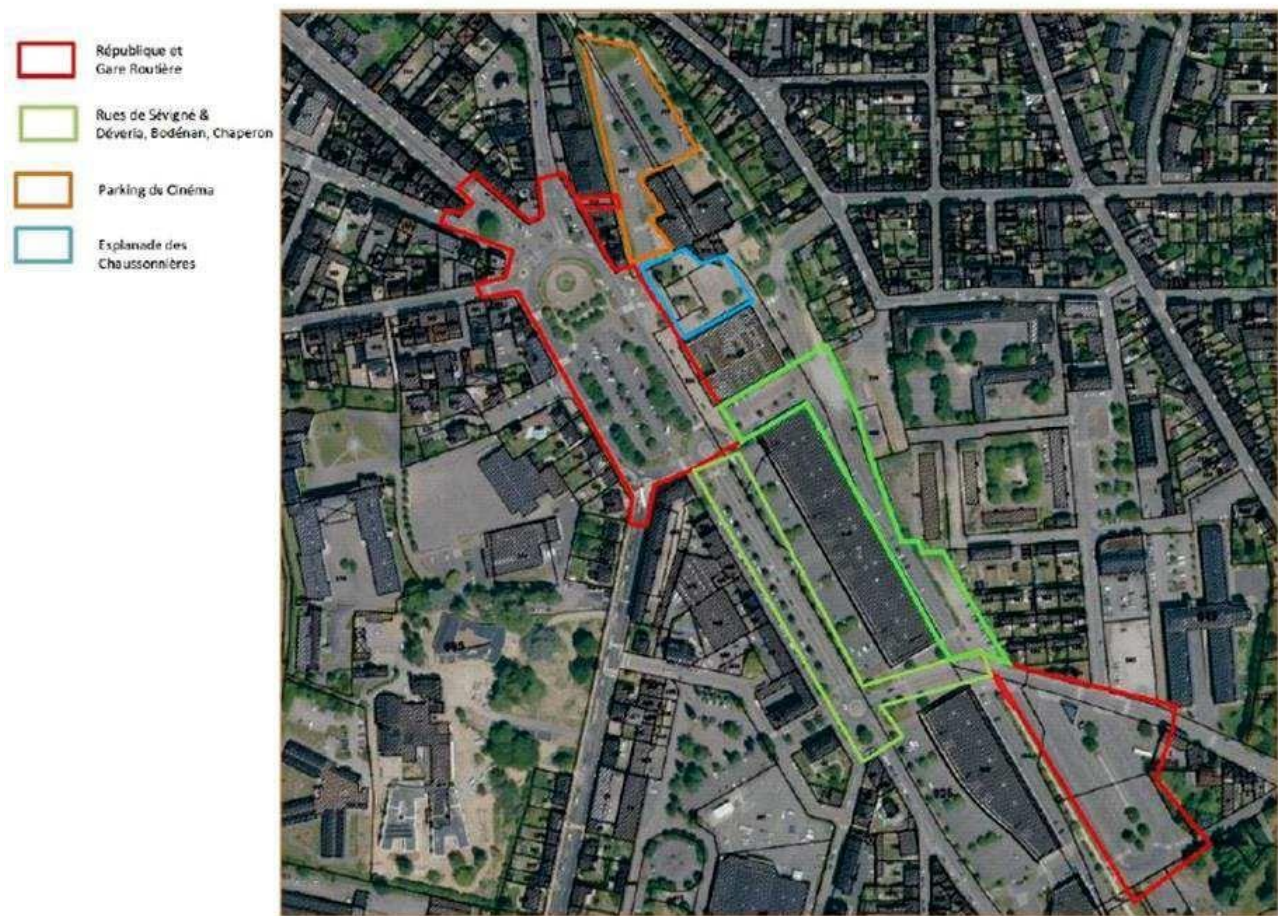 République et
Gare Routière
Rues de Sévigné &
Déveria, Bodénan, Chaperon
Parking du Cinéma
Esplanade des
Chaussonnières